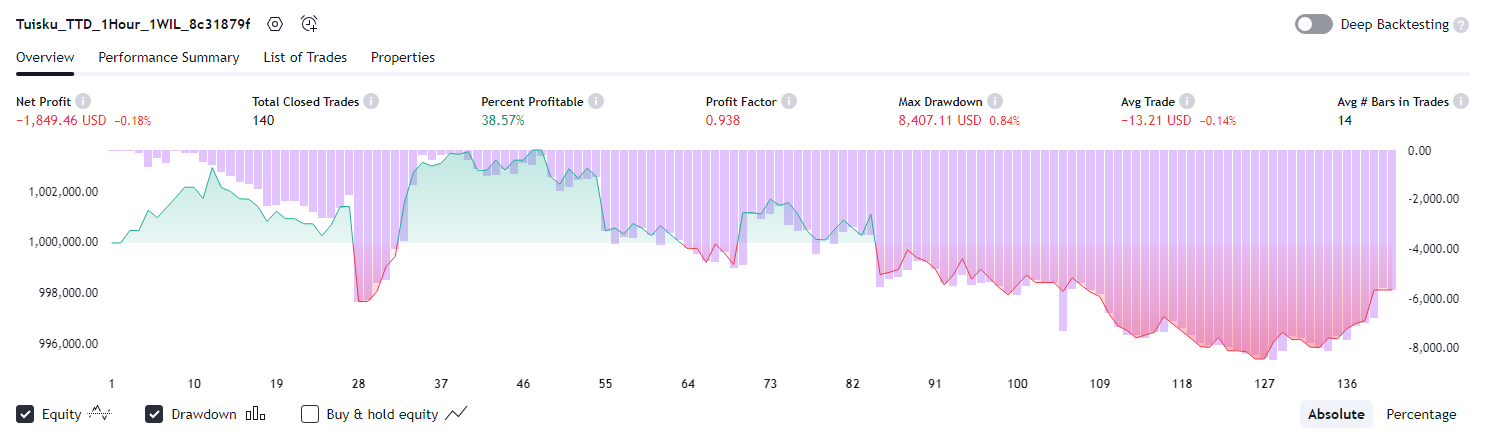 Tuisku_TTD_1Hour_1WIL_8c31879f
Deep Backtesting ?
Overview Performance Summary List of Trades Properties
Net Profit Total Closed Trades Percent Profitable Profit Factor Max Drawdown Avg Trade Avg # Bars in Trades
−1,849.46 USD −0.18% 140 38.57% 0.938 8,407.11 USD 0.84% −13.21 USD −0.14% 14
0.00
1,002,000.00 -2,000.00
1,000,000.00 -4,000.00
998,000.00 -6,000.00
996,000.00 -8,000.00
1 10 19 28 37 46 55 64 73 82 91 100 109 118 127 136
Equity Drawdown Buy & hold equity Absolute Percentage